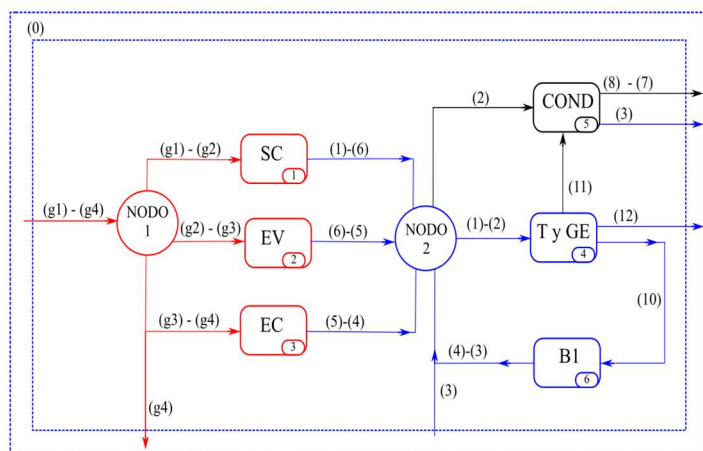 (0)
(8) - (7)
(2)
COND
5
(3)
(g1) - (g2)
SC
1
(1)-(6)
(11)
(g1) - (g4)
NODO
1
(g2) - (g3)
EV
2
(6)-(5)
NODO
2
(1)-(2)
T y GE
4
(12)
(10)
(g3) - (g4)
EC
3
(5)-(4)
(4)-(3)
B1
6
(3)
(g4)